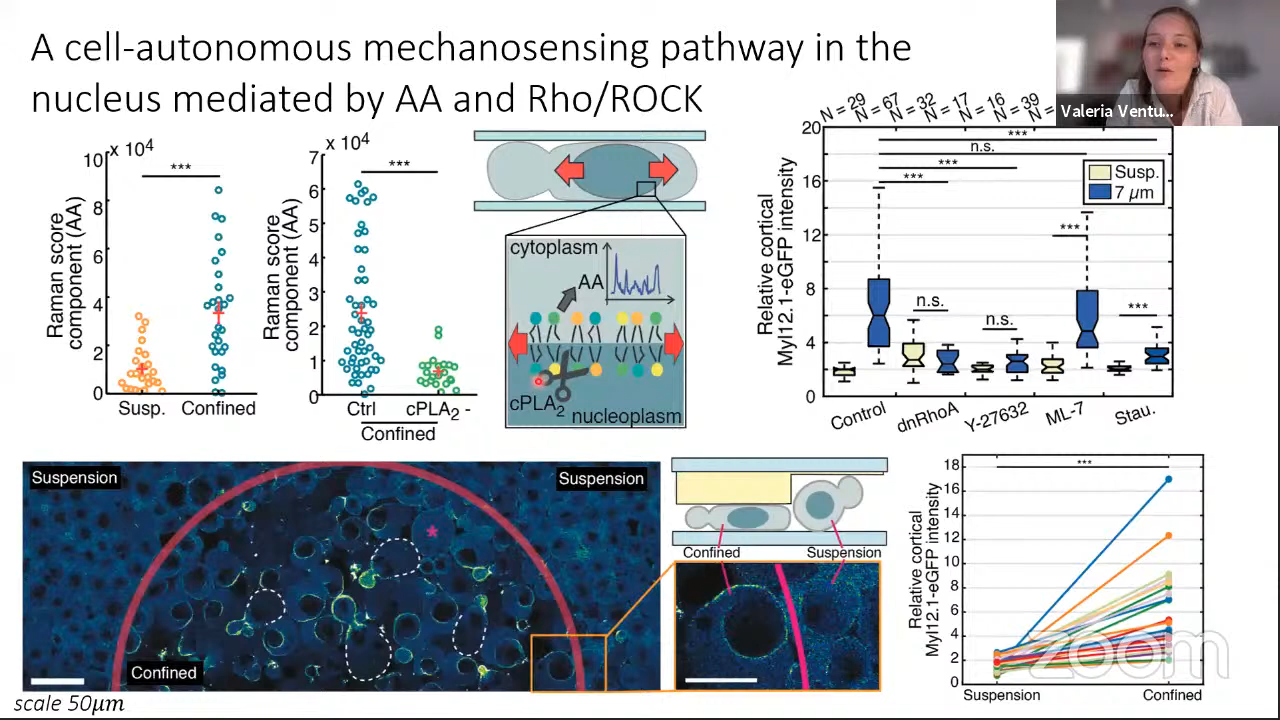 A cell-autonomous mechanosensing pathway in the
nucleus mediated by AA and Rho/ROCK
Valeria Ventu...
x 10⁴
10
8
6
4
2
0
Raman score
component (AA)
***
Susp.
Confined
x 10⁴
7
6
5
4
3
2
1
0
Raman score
component (AA)
***
Ctrl
cPLA₂ -
Confined
cytoplasm
AA
cPLA₂
nucleoplasm
N = 29
N = 67
N = 32
N = 17
N = 16
N = 39
20
16
12
8
4
0
Relative cortical
Myl12.1-eGFP intensity
***
n.s.
***
***
Susp.
7 µm
n.s.
n.s.
***
***
Control
dnRhoA
Y-27632
ML-7
Stau.
Suspension
Suspension
*
Confined
scale 50𝜇𝑚
Confined
Suspension
18
16
14
12
10
8
6
4
2
0
Relative cortical
Myl12.1-eGFP intensity
***
Suspension
Confined
zoom